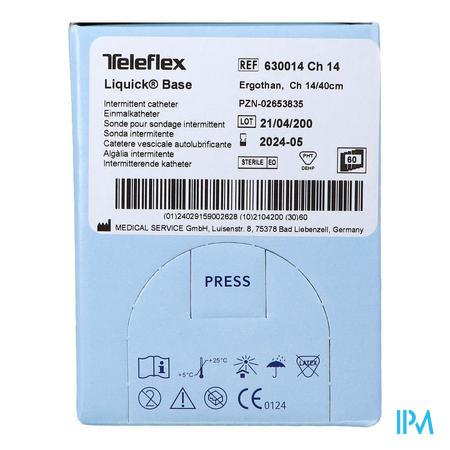 Teleflex
REF 630014 Ch 14
Liquick® Base
Ergothan, Ch 14/40cm
Intermittent catheter
PZN-02653835
Einmalkatheter
Sonde pour sondage intermittent
LOT 21/04/200
Sonda intermitente
2024-05
Catetere vescicale autolubrificante
Algália intermitente
Intermitterende katheter
STERILE EO
PHT
DEHP
60
(01)24029159002628 (10)2104200 (30)60
MEDICAL SERVICE GmbH, Luisenstr. 8, 75378 Bad Liebenzell, Germany
PRESS
+5°C
+25°C
LATEX
2
CE 0124
IPM